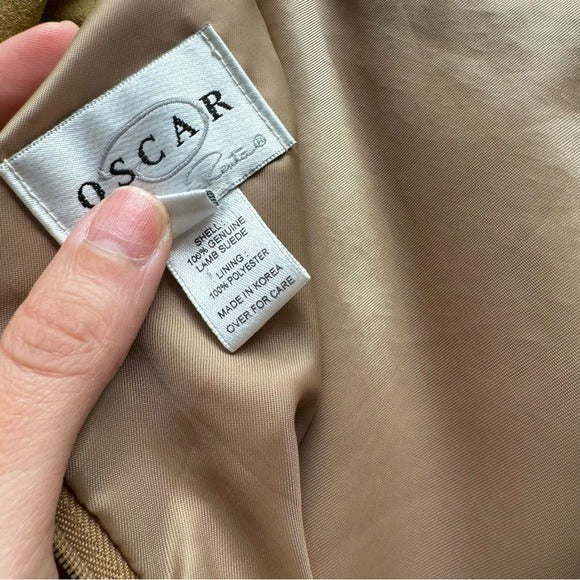 OSCAR
SHELL :
100% GENUINE
LAMB SUEDE
LINING :
100% POLYESTER
MADE IN KOREA
OVER FOR CARE